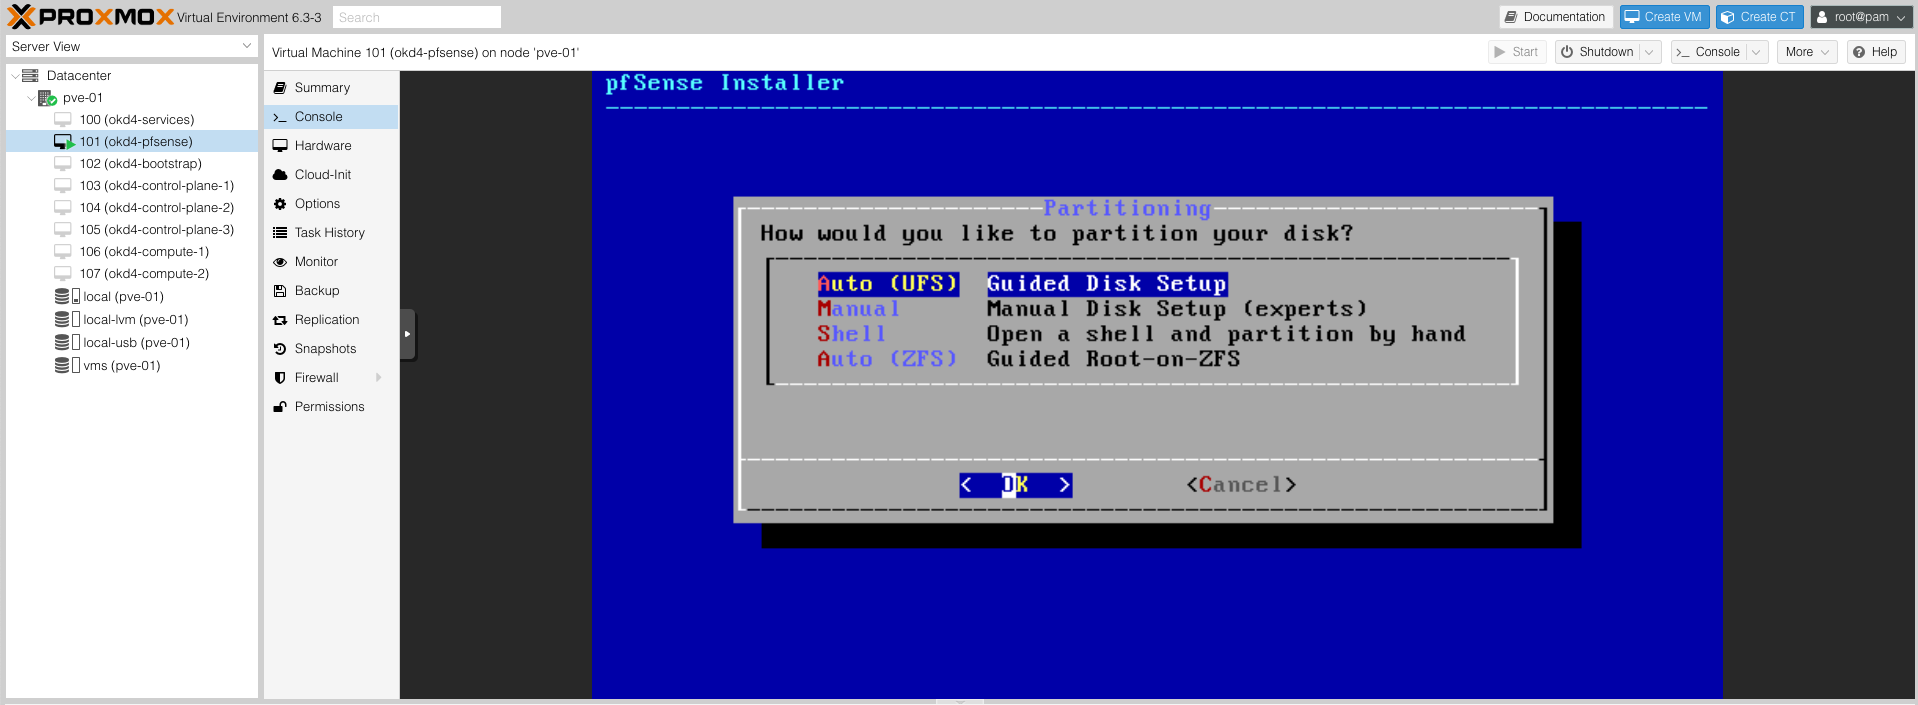 PROXMOX Virtual Environment 6.3-3 Search Documentation Create VM Create CT root@pam
Server View
Virtual Machine 101 (okd4-pfsense) on node 'pve-01' Start Shutdown >_ Console More Help
Datacenter
pve-01
100 (okd4-services)
101 (okd4-pfsense)
102 (okd4-bootstrap)
103 (okd4-control-plane-1)
104 (okd4-control-plane-2)
105 (okd4-control-plane-3)
106 (okd4-compute-1)
107 (okd4-compute-2)
local (pve-01)
local-lvm (pve-01)
local-usb (pve-01)
vms (pve-01)
Summary
>_ Console
Hardware
Cloud-Init
Options
Task History
Monitor
Backup
Replication
Snapshots
Firewall
Permissions
pfSense Installer
Partitioning
How would you like to partition your disk?
Auto (UFS) Guided Disk Setup
Manual Manual Disk Setup (experts)
Shell Open a shell and partition by hand
Auto (ZFS) Guided Root-on-ZFS
< OK > <Cancel>